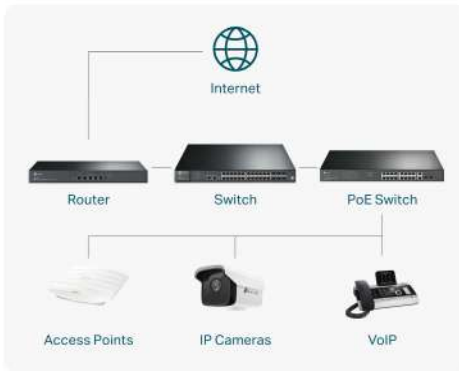 Internet
Router
Switch
PoE Switch
Access Points
IP Cameras
VoIP